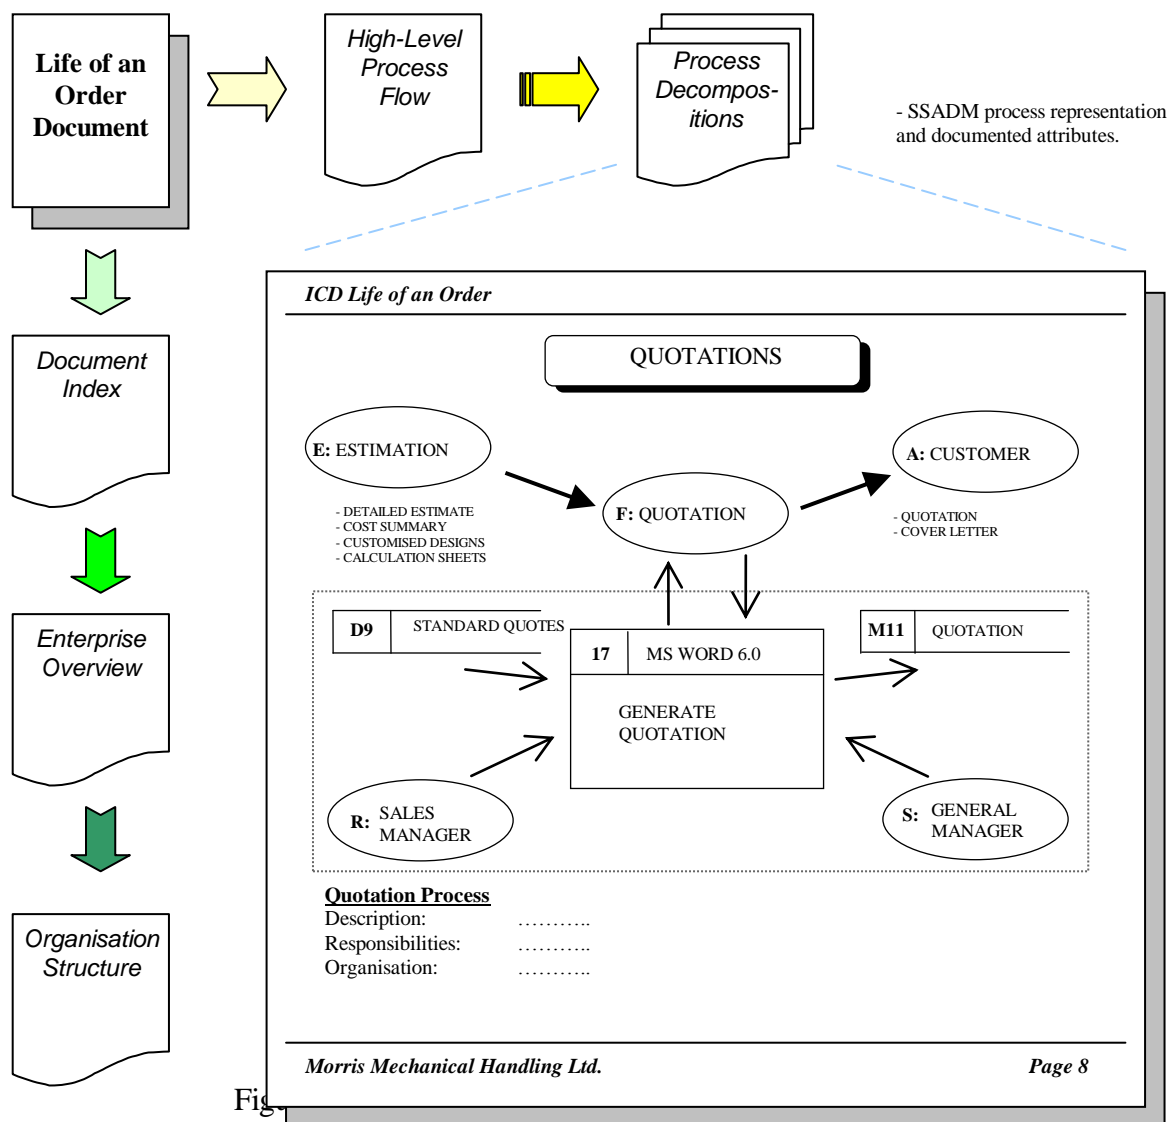 Life of an
Order
Document
High-Level
Process
Flow
Process
Decompos-
itions
- SSADM process representation
and documented attributes.
Document
Index
Enterprise
Overview
Organisation
Structure
ICD Life of an Order
QUOTATIONS
E: ESTIMATION
A: CUSTOMER
F: QUOTATION
- DETAILED ESTIMATE
- COST SUMMARY
- CUSTOMISED DESIGNS
- CALCULATION SHEETS
- QUOTATION
- COVER LETTER
D9 STANDARD QUOTES
17 MS WORD 6.0
M11 QUOTATION
GENERATE
QUOTATION
R: SALES
MANAGER
S: GENERAL
MANAGER
Quotation Process
Description: ………..
Responsibilities: ………..
Organisation: ………..
Morris Mechanical Handling Ltd. Page 8